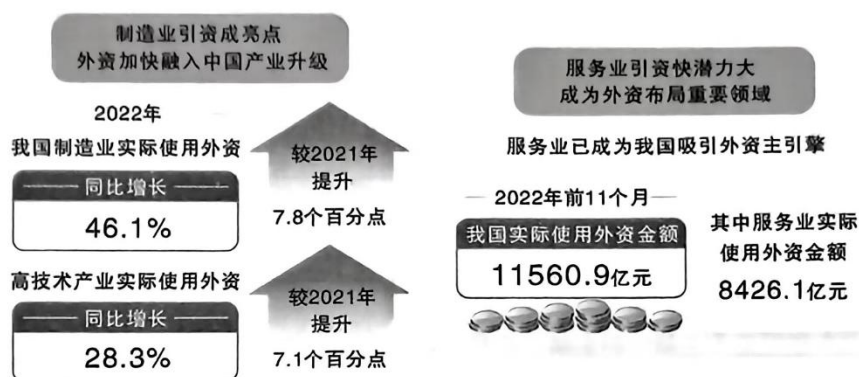 制造业引资成亮点
外资加快融入中国产业升级
2022年
我国制造业实际使用外资
同比增长
46.1%
较2021年
提升
7.8个百分点
高技术产业实际使用外资
同比增长
28.3%
较2021年
提升
7.1个百分点
服务业引资快潜力大
成为外资布局重要领域
服务业已成为我国吸引外资主引擎
2022年前11个月
我国实际使用外资金额
11560.9亿元
其中服务业实际
使用外资金额
8426.1亿元